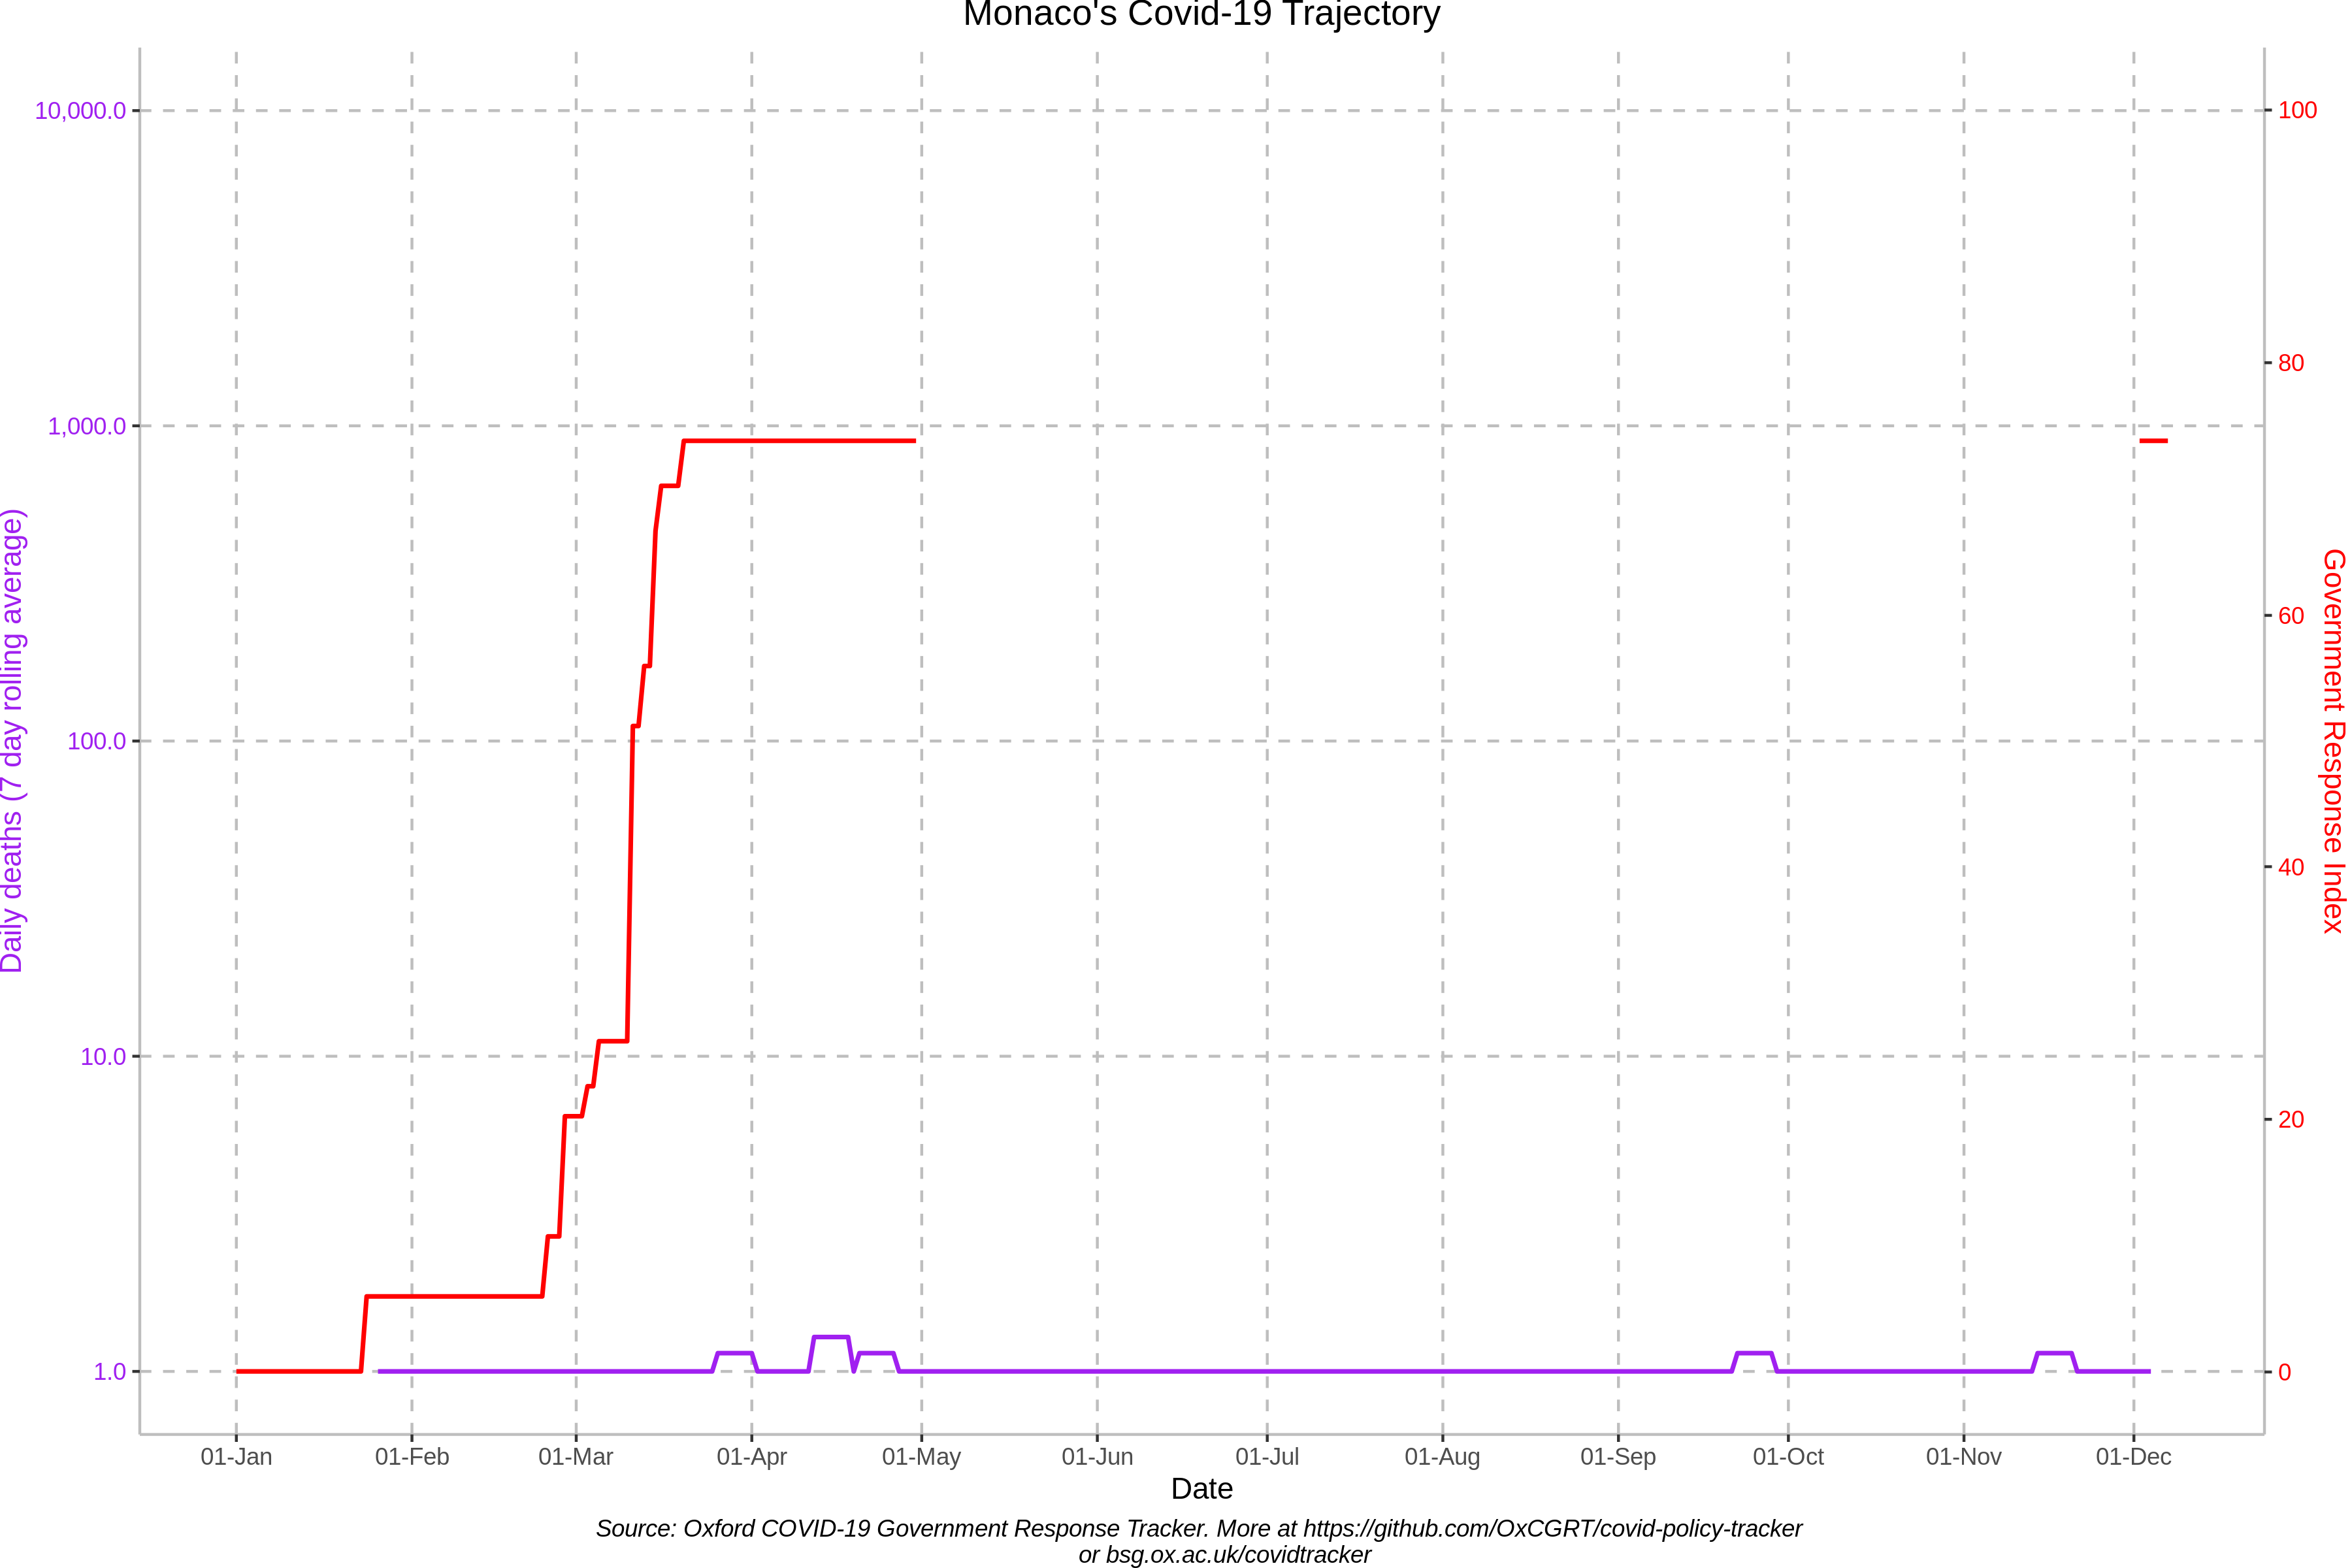 Monaco's Covid-19 Trajectory
10,000.0
1,000.0
100.0
10.0
1.0
Daily deaths (7 day rolling average)
100
80
60
40
20
0
Government Response Index
01-Jan 01-Feb 01-Mar 01-Apr 01-May 01-Jun 01-Jul 01-Aug 01-Sep 01-Oct 01-Nov 01-Dec
Date
Source: Oxford COVID-19 Government Response Tracker. More at https://github.com/OxCGRT/covid-policy-tracker
or bsg.ox.ac.uk/covidtracker